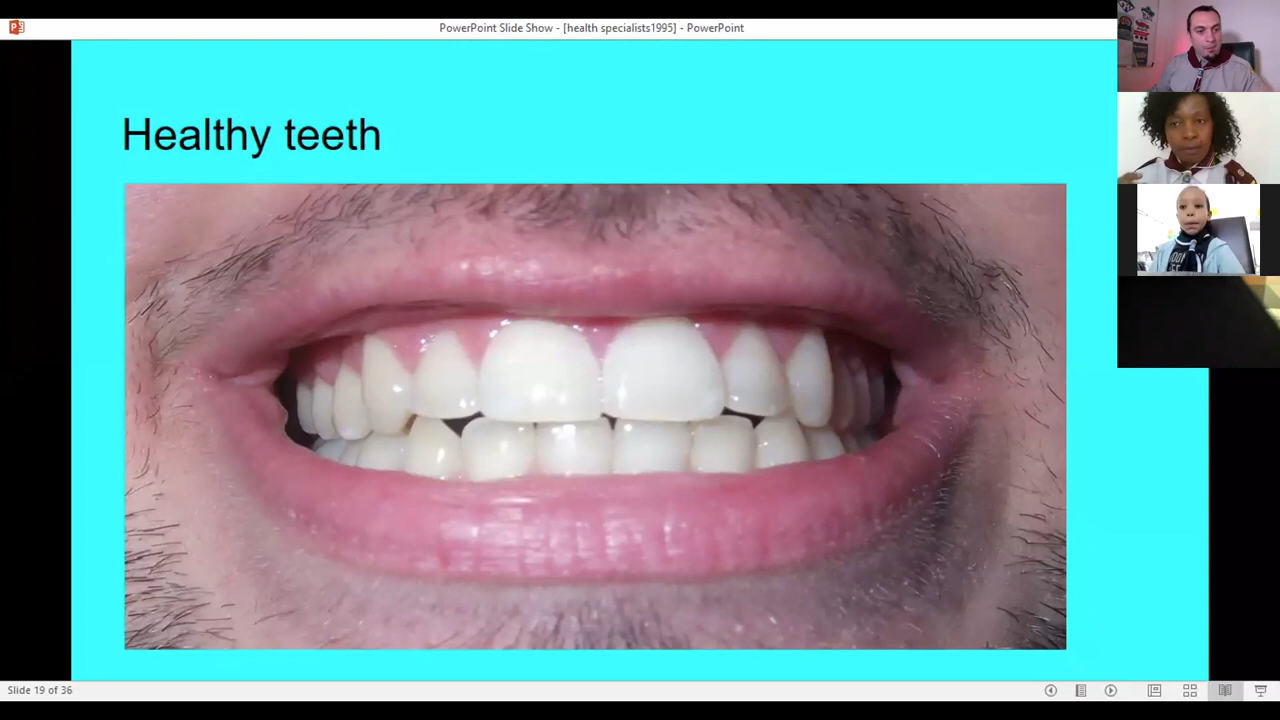 PowerPoint Slide Show - [health specialists1995] - PowerPoint
Healthy teeth
Slide 19 of 36